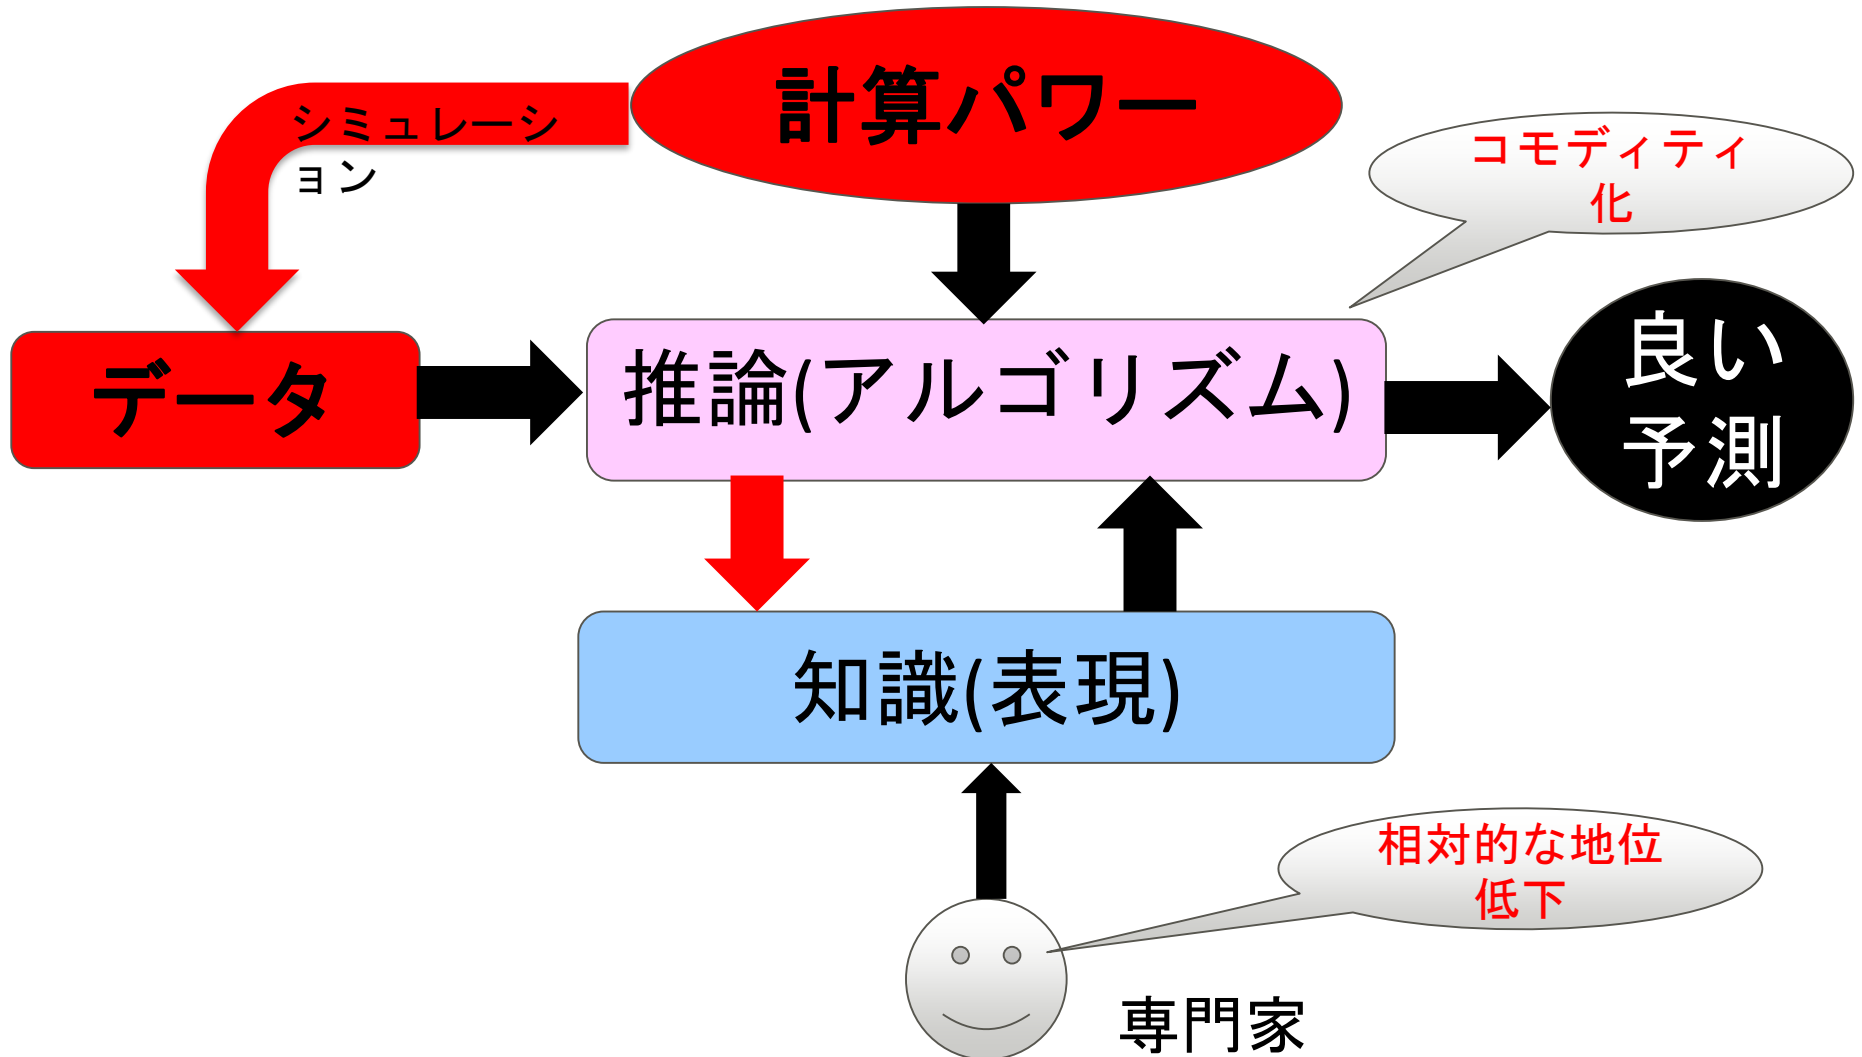 計算パワー
シミュレーシ
ョン
コモディティ
化
データ
推論(アルゴリズム)
良い
予測
知識(表現)
相対的な地位
低下
専門家